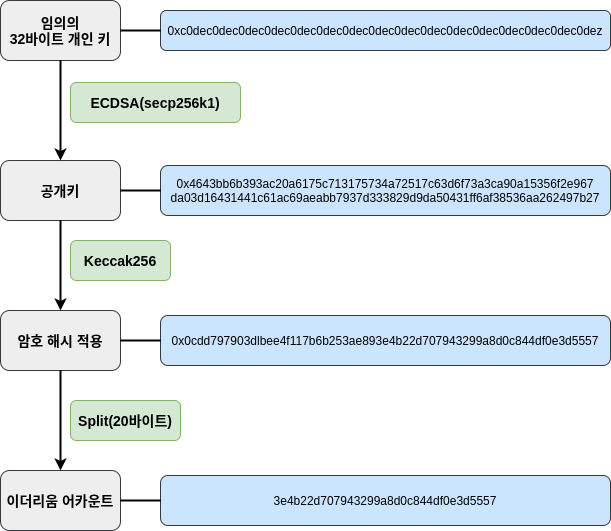 임의의
32바이트 개인 키
0xc0dec0dec0dec0dec0dec0dec0dec0dec0dec0dec0dec0dec0dec0dec0dec0dez
ECDSA(secp256k1)
공개키
0x4643bb6b393ac20a6175c713175734a72517c63d6f73a3ca90a15356f2e967
da03d16431441c61ac69aeabb7937d333829d9da50431ff6af38536aa262497b27
Keccak256
암호 해시 적용
0x0cdd797903dlbee4f117b6b253ae893e4b22d707943299a8d0c844df0e3d5557
Split(20바이트)
이더리움 어카운트
3e4b22d707943299a8d0c844df0e3d5557